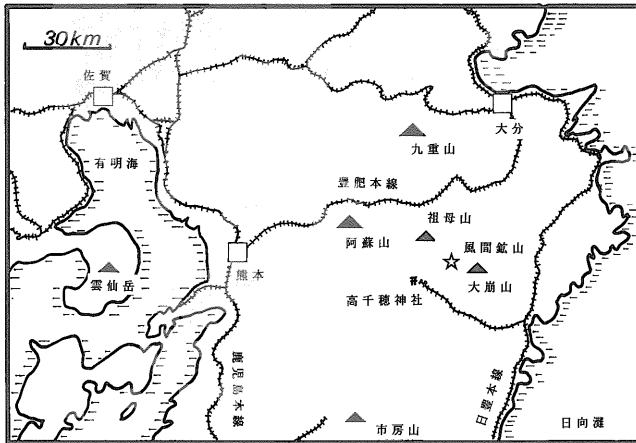 30km
佐賀
大分
九重山
有明海
豊肥本線
祖母山
阿蘇山
風間鉱山
熊本
雲仙岳
大崩山
高千穂神社
鹿児島本線
日豊本線
市房山
日向灘